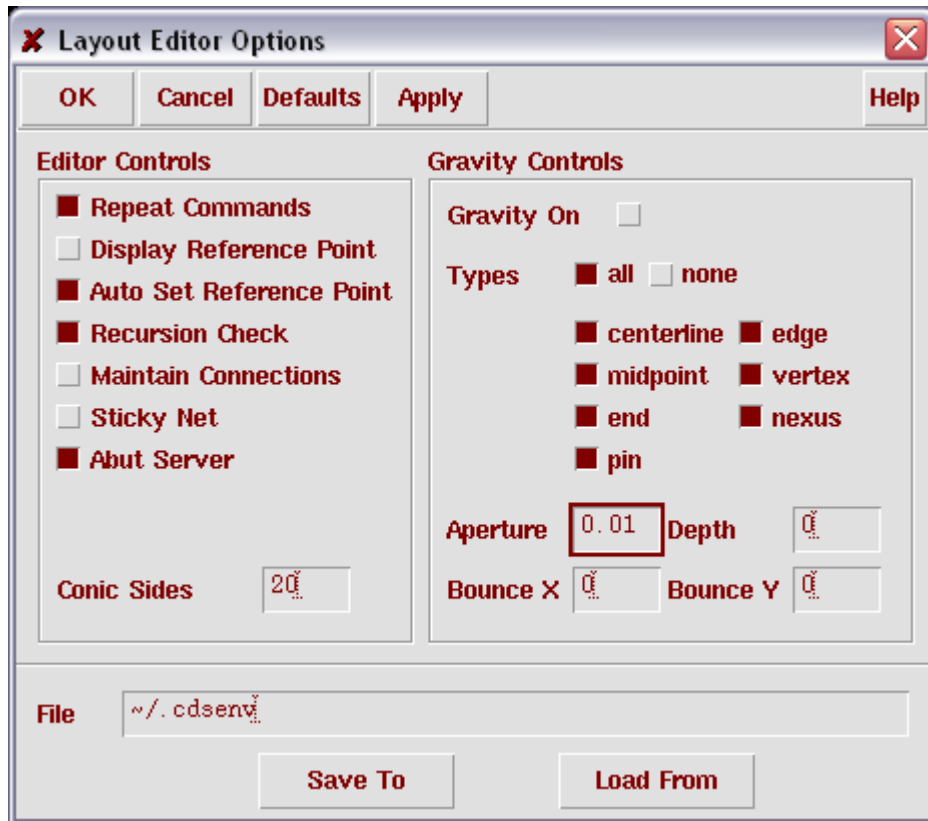 Layout Editor Options
OK Cancel Defaults Apply Help
Editor Controls
Repeat Commands
Display Reference Point
Auto Set Reference Point
Recursion Check
Maintain Connections
Sticky Net
Abut Server
Conic Sides 20
Gravity Controls
Gravity On
Types all none
centerline edge
midpoint vertex
end nexus
pin
Aperture 0.01 Depth 0
Bounce X 0 Bounce Y 0
File ~/.cdsenv
Save To Load From